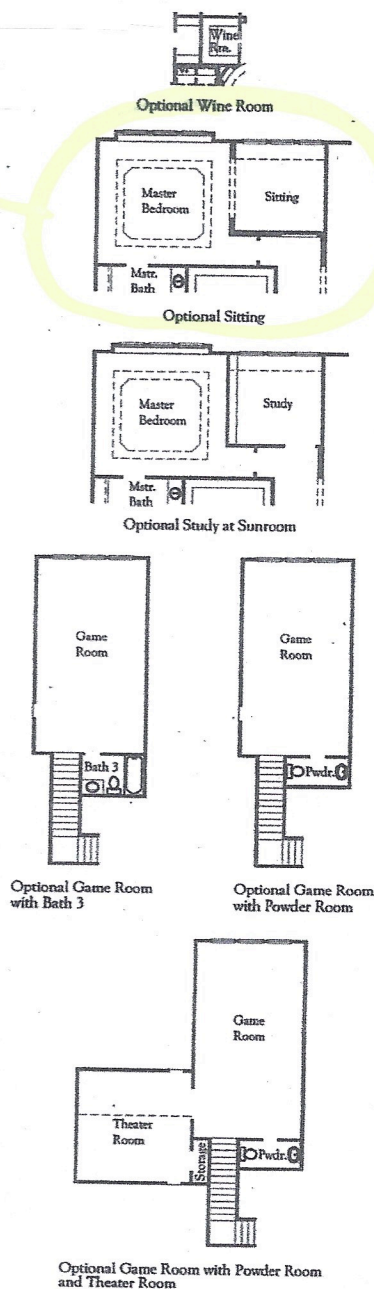 Wine
Rm.
Optional Wine Room
Master
Bedroom
Sitting
Mstr.
Bath
Optional Sitting
Master
Bedroom
Study
Mstr.
Bath
Optional Study at Sunroom
Game
Room
Bath 3
Optional Game Room
with Bath 3
Game
Room
Pwdr.
Optional Game Room
with Powder Room
Game
Room
Theater
Room
Storage
Pwdr.
Optional Game Room with Powder Room
and Theater Room